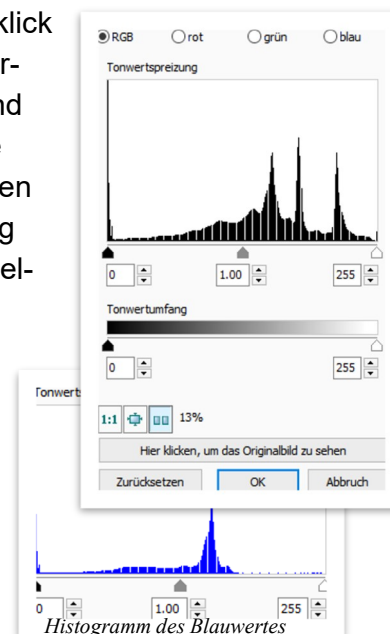 klick
r-
nd
e
en
g
el-
RGB rot grün blau
Tonwertspreizung
0 1.00 255
Tonwertumfang
0 255
1:1 13%
Hier klicken, um das Originalbild zu sehen
Zurücksetzen OK Abbruch
Tonwerts
0 1.00 255
Histogramm des Blauwertes